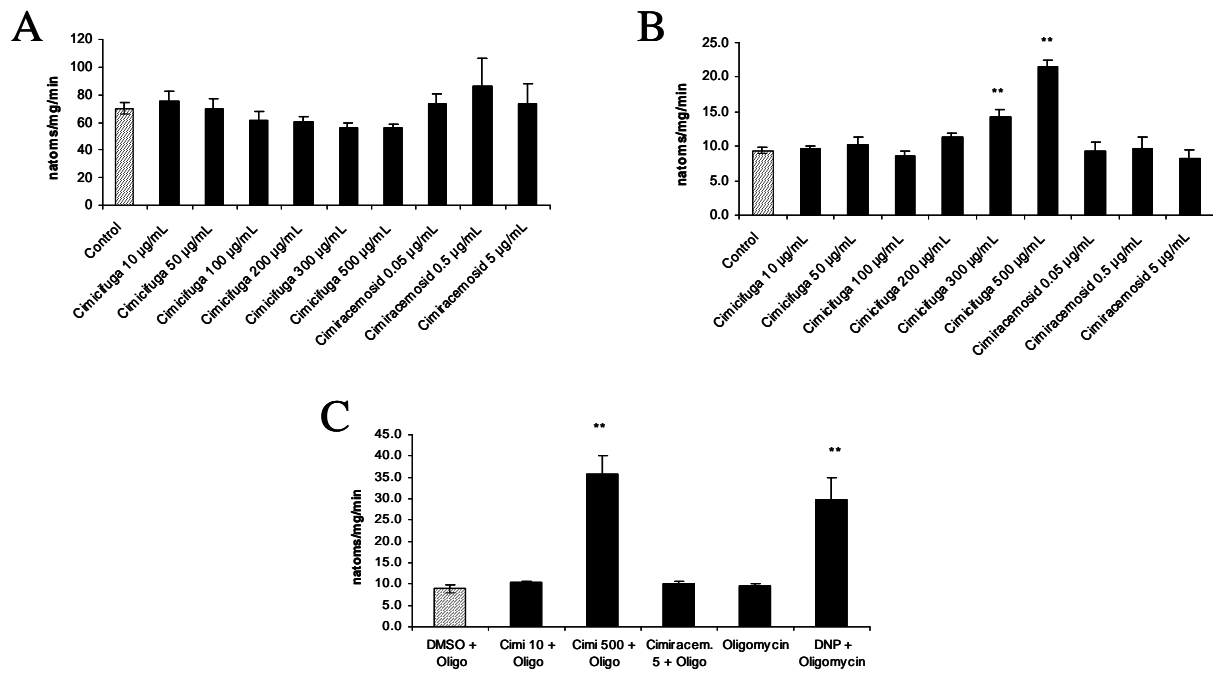 A
natoms/mg/min
120
100
80
60
40
20
0
Control
Cimicifuga 10 µg/mL
Cimicifuga 50 µg/mL
Cimicifuga 100 µg/mL
Cimicifuga 200 µg/mL
Cimicifuga 300 µg/mL
Cimicifuga 500 µg/mL
Cimiracemosid 0.05 µg/mL
Cimiracemosid 0.5 µg/mL
Cimiracemosid 5 µg/mL
B
natoms/mg/min
25.0
20.0
15.0
10.0
5.0
0.0
**
**
Control
Cimicifuga 10 µg/mL
Cimicifuga 50 µg/mL
Cimicifuga 100 µg/mL
Cimicifuga 200 µg/mL
Cimicifuga 300 µg/mL
Cimicifuga 500 µg/mL
Cimiracemosid 0.05 µg/mL
Cimiracemosid 0.5 µg/mL
Cimiracemosid 5 µg/mL
C
natoms/mg/min
45.0
40.0
35.0
30.0
25.0
20.0
15.0
10.0
5.0
0.0
**
**
DMSO +
Oligo
Cimi 10 +
Oligo
Cimi 500 +
Oligo
Cimiracem.
5 + Oligo
Oligomycin
DNP +
Oligomycin